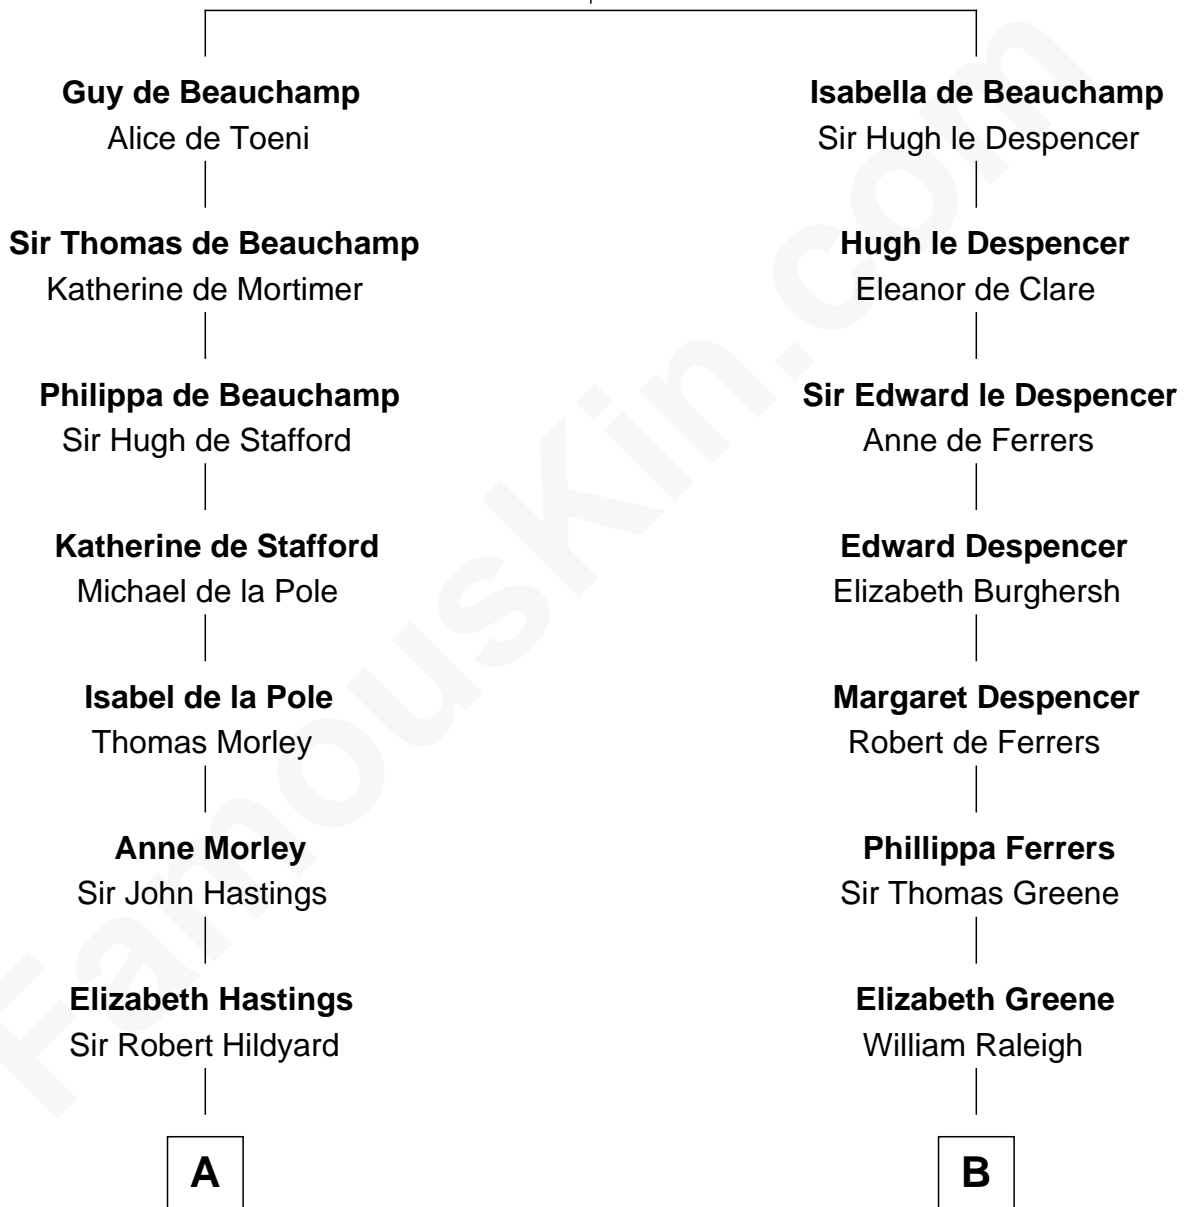 Guy de Beauchamp
Alice de Toeni
Isabella de Beauchamp
Sir Hugh le Despencer
Sir Thomas de Beauchamp
Katherine de Mortimer
Hugh le Despencer
Eleanor de Clare
Philippa de Beauchamp
Sir Hugh de Stafford
Sir Edward le Despencer
Anne de Ferrers
Katherine de Stafford
Michael de la Pole
Edward Despencer
Elizabeth Burghersh
Isabel de la Pole
Thomas Morley
Margaret Despencer
Robert de Ferrers
Anne Morley
Sir John Hastings
Phillippa Ferrers
Sir Thomas Greene
Elizabeth Hastings
Sir Robert Hildyard
Elizabeth Greene
William Raleigh
A
B
FamousKin.com